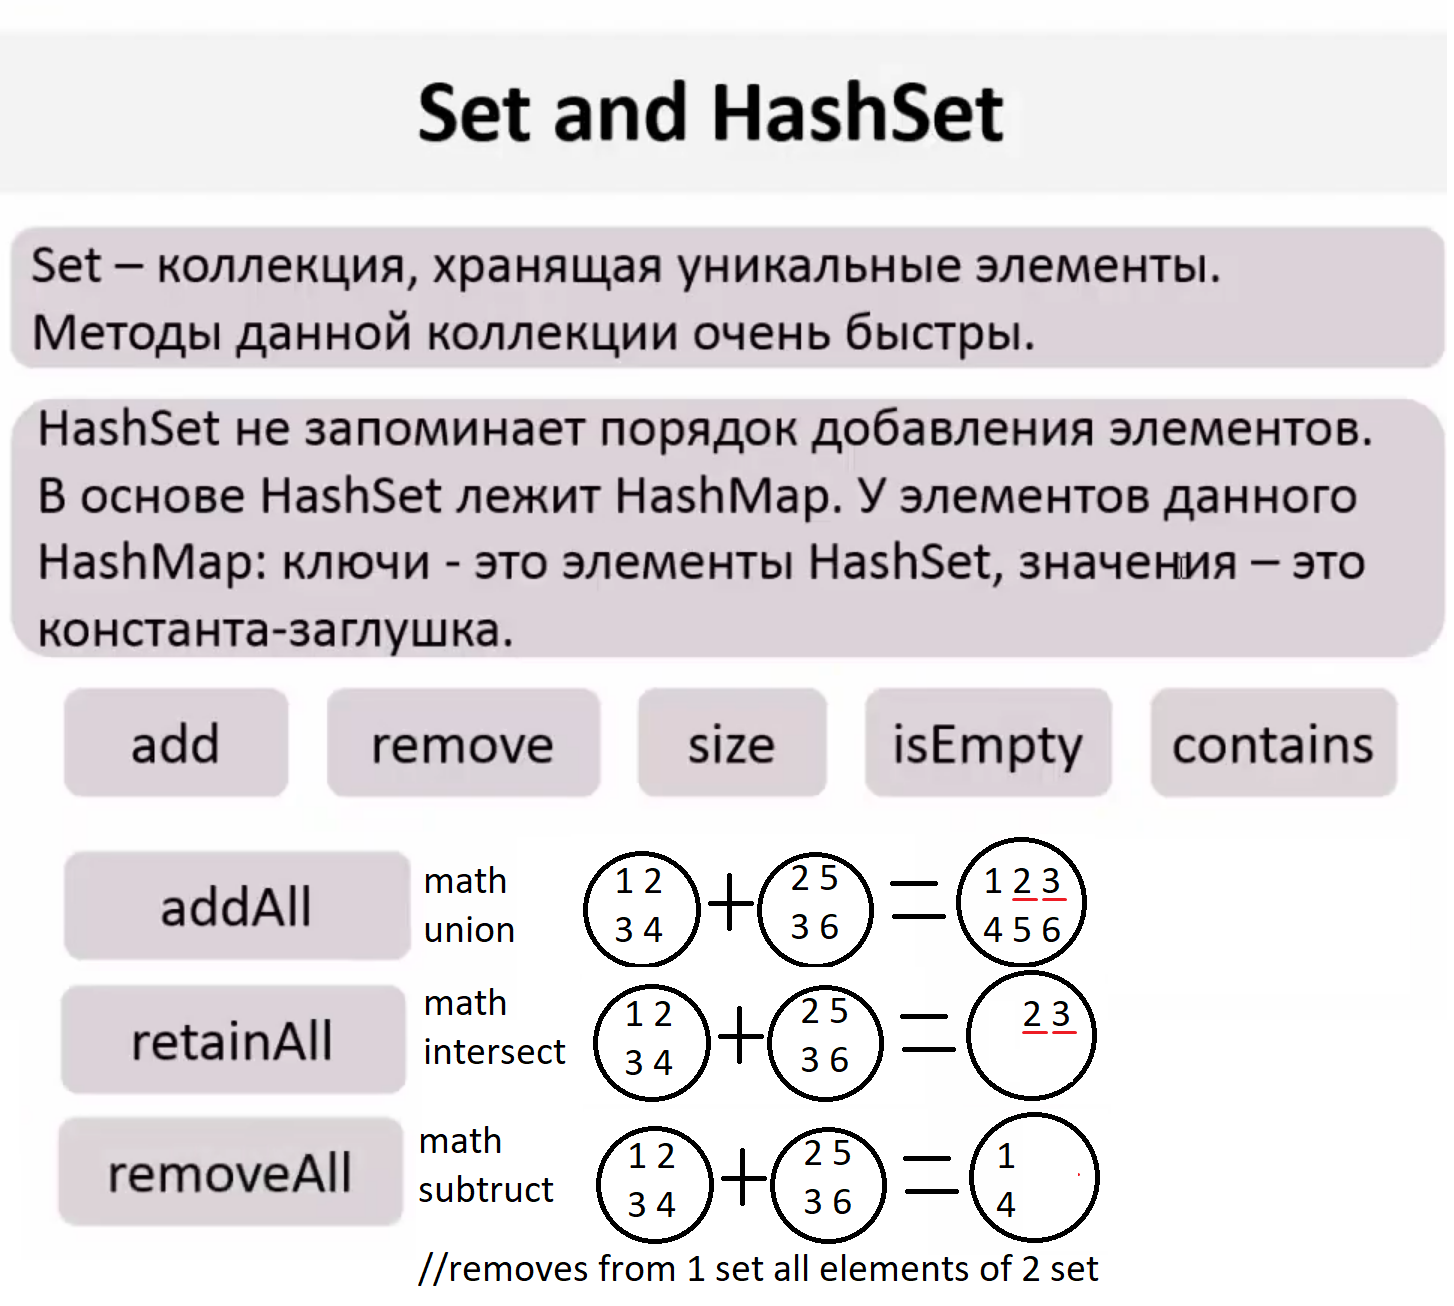 Set and HashSet
Set – коллекция, хранящая уникальные элементы.
Методы данной коллекции очень быстры.
HashSet не запоминает порядок добавления элементов.
В основе HashSet лежит HashMap. У элементов данного
HashMap: ключи - это элементы HashSet, значения – это
константа-заглушка.
add remove size isEmpty contains
addAll
math
union
1 2
3 4
+
2 5
3 6
=
1 2 3
4 5 6
retainAll
math
intersect
1 2
3 4
+
2 5
3 6
=
2 3
removeAll
math
subtruct
1 2
3 4
+
2 5
3 6
=
1
4
//removes from 1 set all elements of 2 set